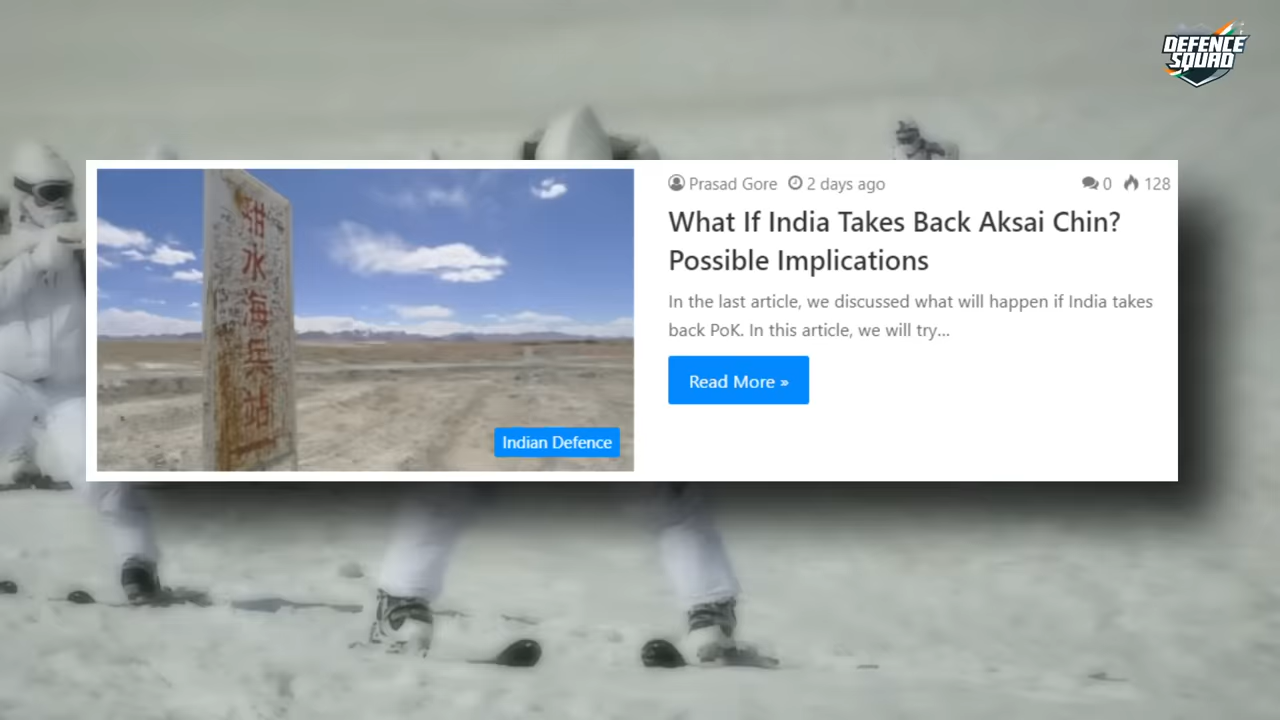 DEFENCE
SQUAD
Prasad Gore 2 days ago 0 128
What If India Takes Back Aksai Chin?
Possible Implications
In the last article, we discussed what will happen if India takes
back PoK. In this article, we will try...
Read More »
Indian Defence
甜水海兵站